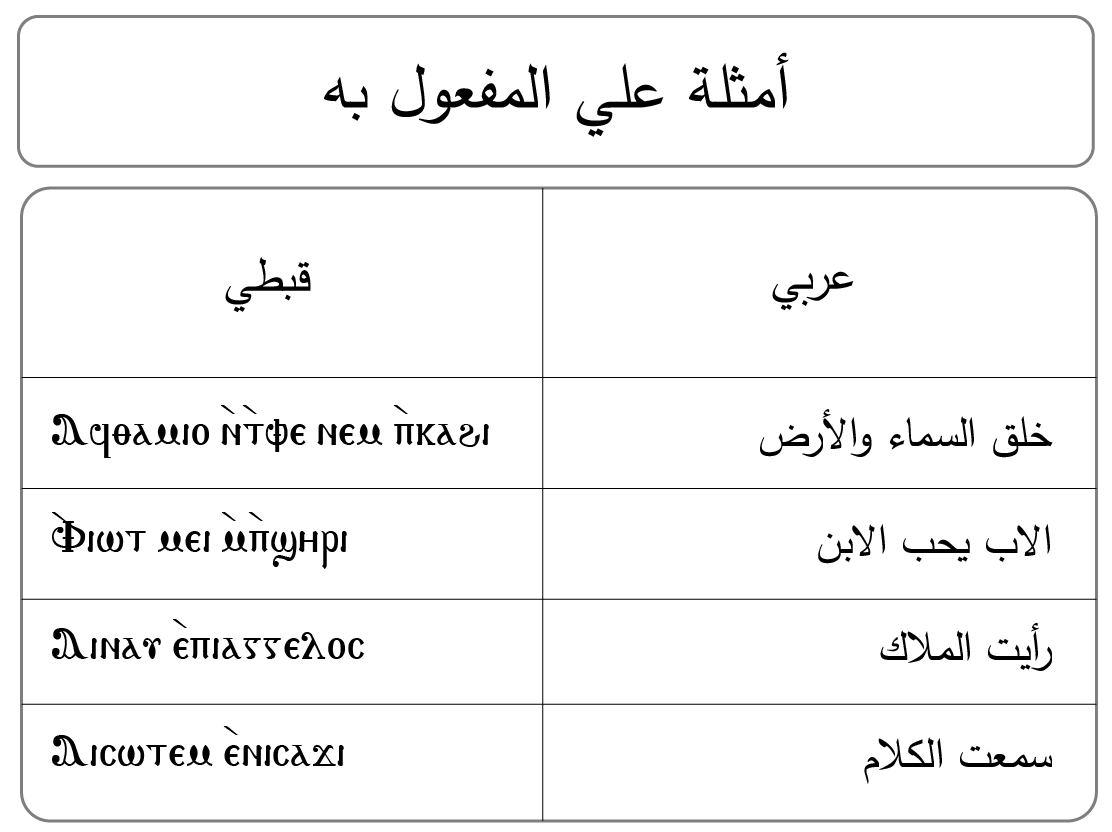 أمثلة علي المفعول به
عربي
قبطي
خلق السماء والأرض
Ⲁϥⲑⲁⲙⲓⲟ ⲛ̀ⲧ̀ⲫⲉ ⲛⲉⲙ ⲡ̀ⲕⲁϩⲓ
الاب يحب الابن
Ⲫ̀ⲓⲱⲧ ⲙⲉⲓ ⲙ̀ⲡ̀ϣⲏⲣⲓ
رأيت الملاك
Ⲁⲓⲛⲁⲩ ⲉ̀ⲡⲓⲁⲅⲅⲉⲗⲟⲥ
سمعت الكلام
Ⲁⲓⲥⲱⲧⲉⲙ ⲉ̀ⲛⲓⲥⲁϫⲓ